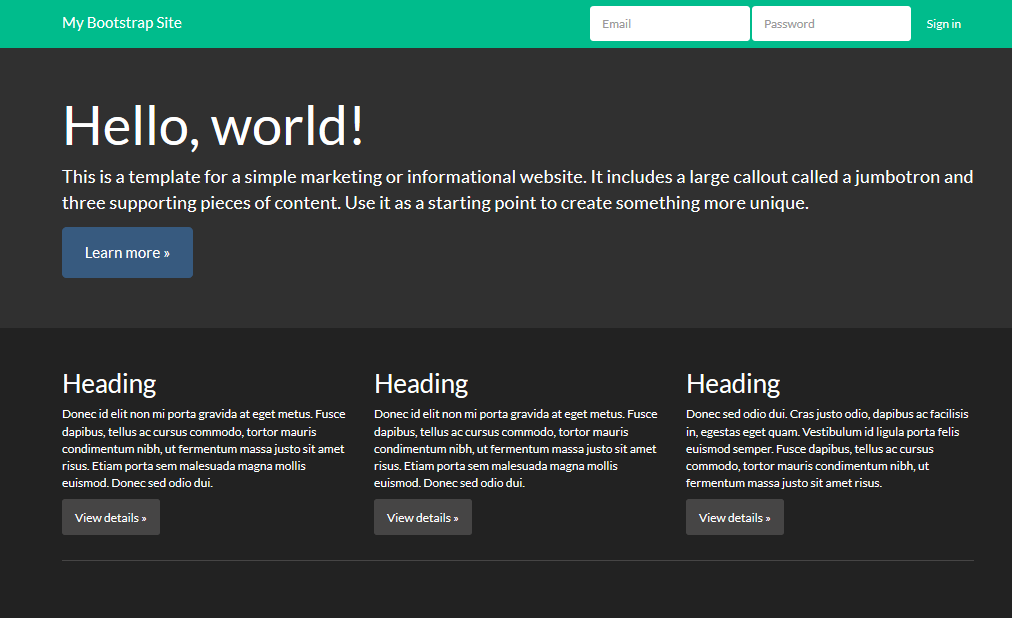 My Bootstrap Site
Email
Password
Sign in
Hello, world!
This is a template for a simple marketing or informational website. It includes a large callout called a jumbotron and
three supporting pieces of content. Use it as a starting point to create something more unique.
Learn more »
Heading
Donec id elit non mi porta gravida at eget metus. Fusce
dapibus, tellus ac cursus commodo, tortor mauris
condimentum nibh, ut fermentum massa justo sit amet
risus. Etiam porta sem malesuada magna mollis
euismod. Donec sed odio dui.
View details »
Heading
Donec id elit non mi porta gravida at eget metus. Fusce
dapibus, tellus ac cursus commodo, tortor mauris
condimentum nibh, ut fermentum massa justo sit amet
risus. Etiam porta sem malesuada magna mollis
euismod. Donec sed odio dui.
View details »
Heading
Donec sed odio dui. Cras justo odio, dapibus ac facilisis
in, egestas eget quam. Vestibulum id ligula porta felis
euismod semper. Fusce dapibus, tellus ac cursus
commodo, tortor mauris condimentum nibh, ut
fermentum massa justo sit amet risus.
View details »